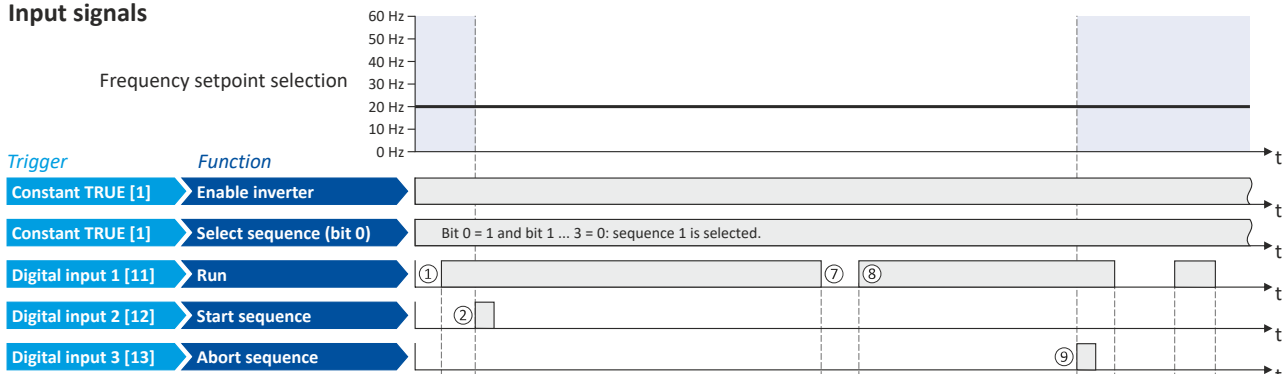 Input signals
60 Hz
50 Hz
Frequency setpoint selection
40 Hz
30 Hz
20 Hz
10 Hz
0 Hz
t
Trigger Function
Constant TRUE [1] Enable inverter
t
Constant TRUE [1] Select sequence (bit 0) Bit 0 = 1 and bit 1 ... 3 = 0: sequence 1 is selected.
t
Digital input 1 [11] Run ① ⑦ ⑧
t
Digital input 2 [12] Start sequence ②
t
Digital input 3 [13] Abort sequence ⑨
t